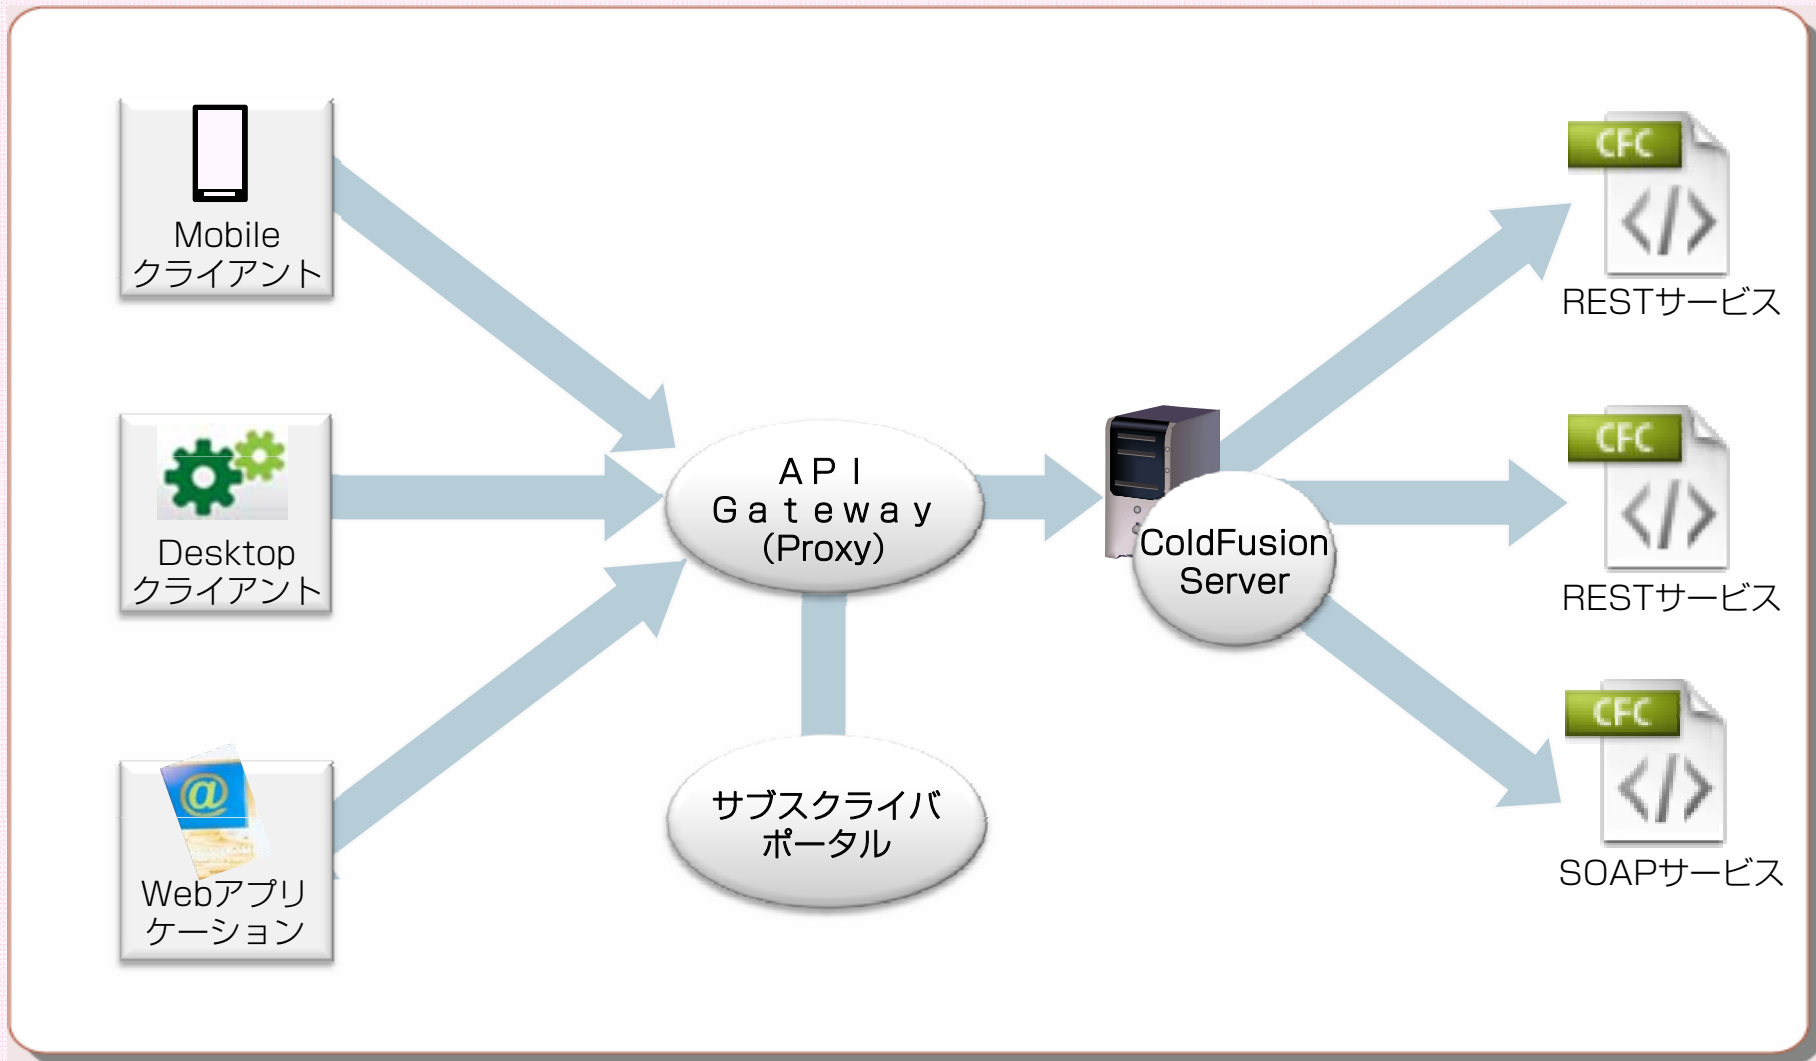 Mobile
クライアント
Desktop
クライアント
@
Webアプリ
ケーション
ＡＰＩ
Ｇａｔｅｗａｙ
（Proxy）
サブスクライバ
ポータル
ColdFusion
Server
CFC
</>
RESTサービス
CFC
</>
RESTサービス
CFC
</>
SOAPサービス